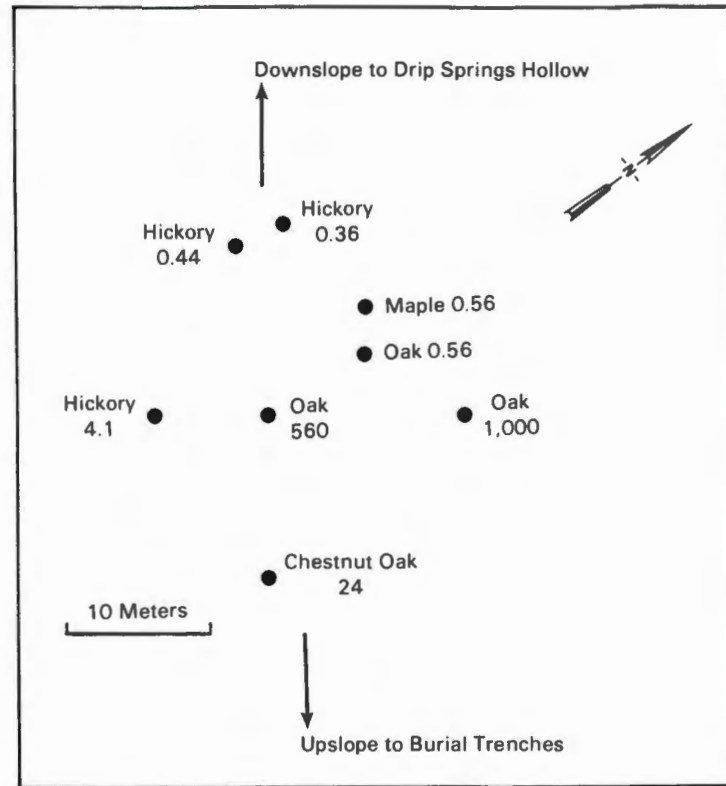 Downslope to Drip Springs Hollow
N
Hickory
0.36
Hickory
0.44
Maple 0.56
Oak 0.56
Hickory
4.1
Oak
560
Oak
1,000
Chestnut Oak
24
10 Meters
Upslope to Burial Trenches